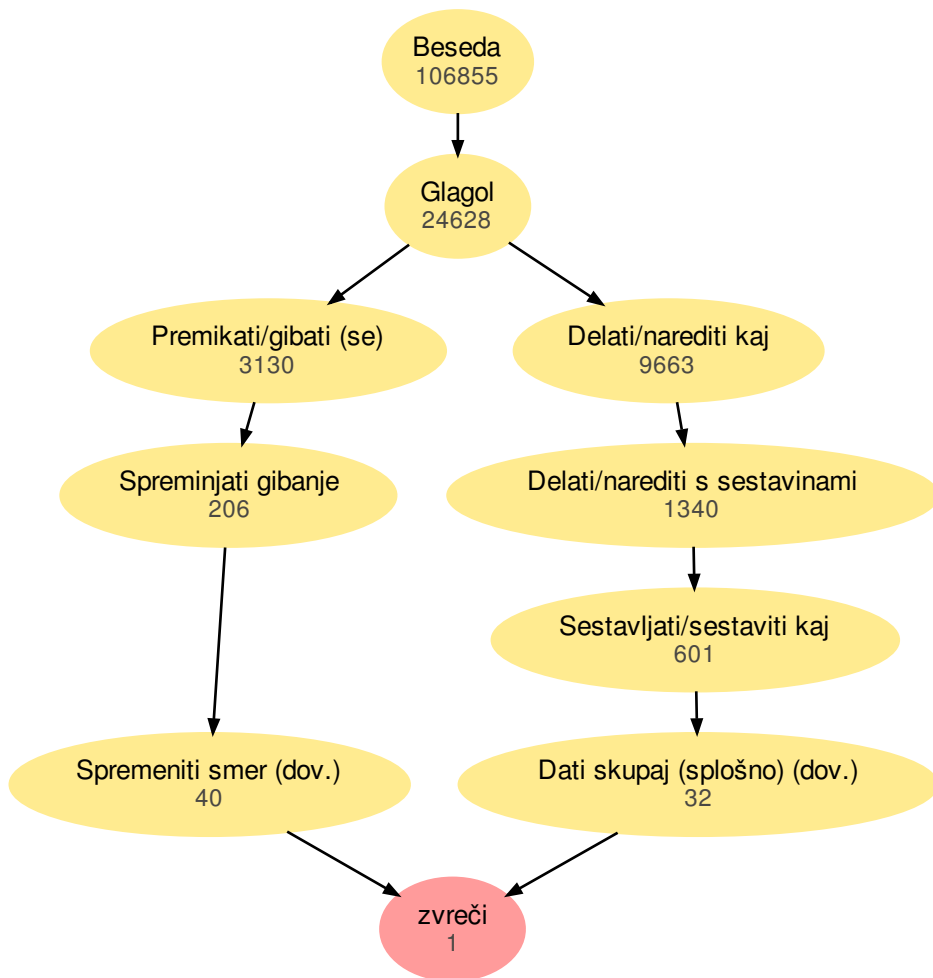 Beseda
106855
Glagol
24628
Premikati/gibati (se)
3130
Delati/narediti kaj
9663
Spreminjati gibanje
206
Delati/narediti s sestavinami
1340
Sestavljati/sestaviti kaj
601
Spremeniti smer (dov.)
40
Dati skupaj (splošno) (dov.)
32
zvreči
1